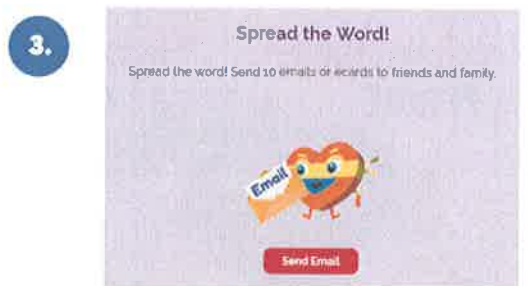 3.
Spread the Word!
Spread the word! Send 10 emails or ecards to friends and family.
Email
Send Email